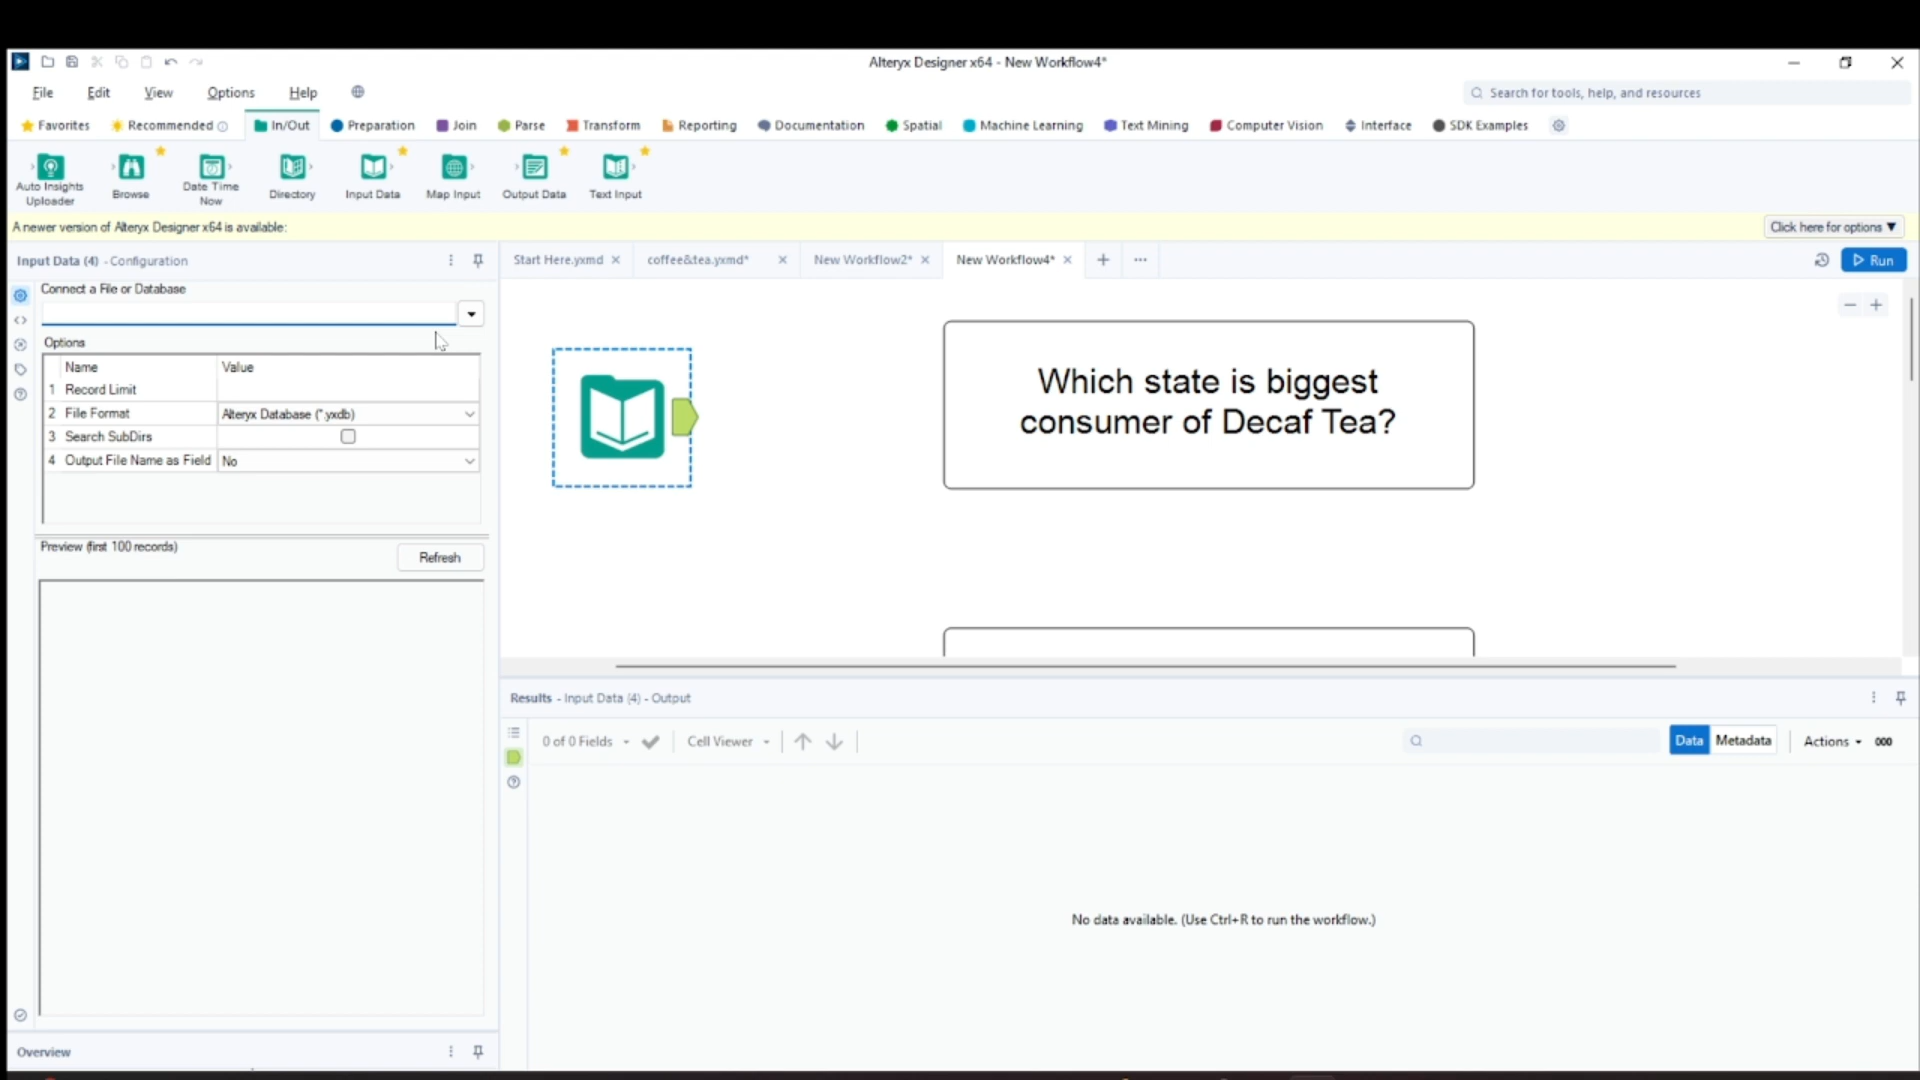 Alteryx Designer x64 - New Workflow4*
File Edit View Options Help
Search for tools, help, and resources
Favorites Recommended In/Out Preparation Join Parse Transform Reporting Documentation Spatial Machine Learning Text Mining Computer Vision Interface SDK Examples
Auto Insights Uploader
Browse
Date Time Now
Directory
Input Data
Map Input
Output Data
Text Input
A newer version of Alteryx Designer x64 is available:
Click here for options ▼
Input Data (4) - Configuration
Start Here.yxmd
coffee&tea.yxmd*
New Workflow2*
New Workflow4*
Run
Connect a File or Database
Options
Name Value
1 Record Limit
2 File Format Alteryx Database (*.yxdb)
3 Search SubDirs
4 Output File Name as Field No
Preview (first 100 records)
Refresh
Which state is biggest
consumer of Decaf Tea?
Results - Input Data (4) - Output
0 of 0 Fields Cell Viewer
Data Metadata Actions 000
No data available. (Use Ctrl+R to run the workflow.)
Overview